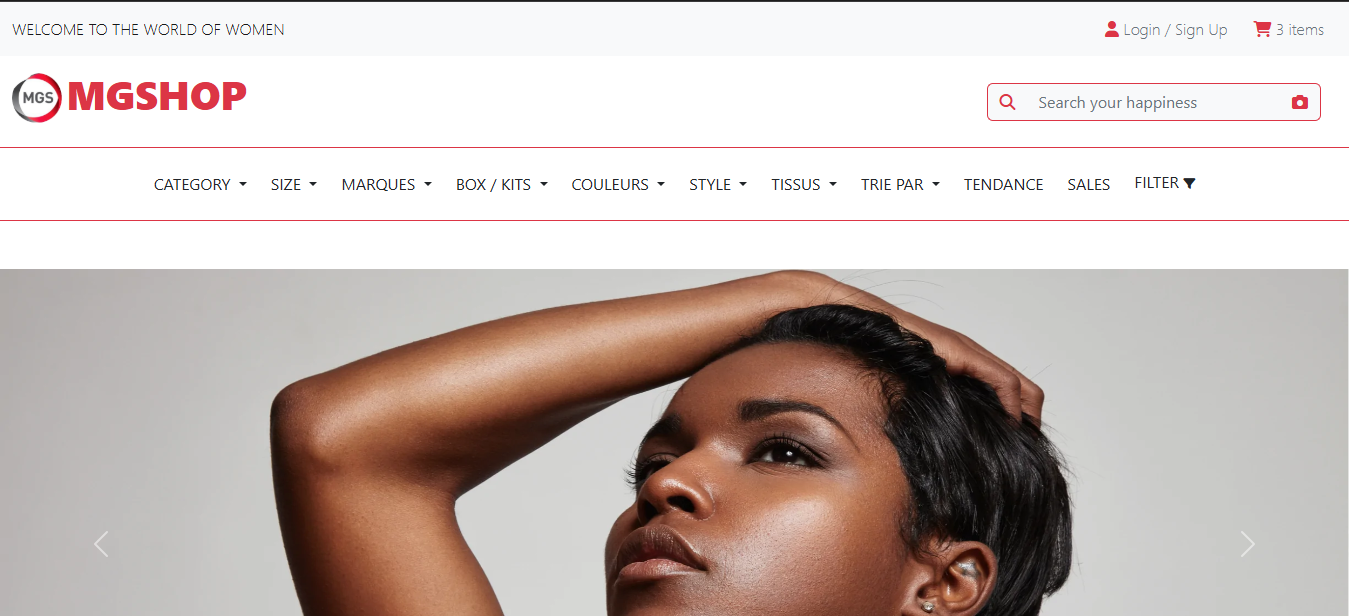 WELCOME TO THE WORLD OF WOMEN
Login / Sign Up
3 items
MGS
MGSHOP
Search your happiness
CATEGORY SIZE MARQUES BOX / KITS COULEURS STYLE TISSUS TRIE PAR TENDANCE SALES FILTER